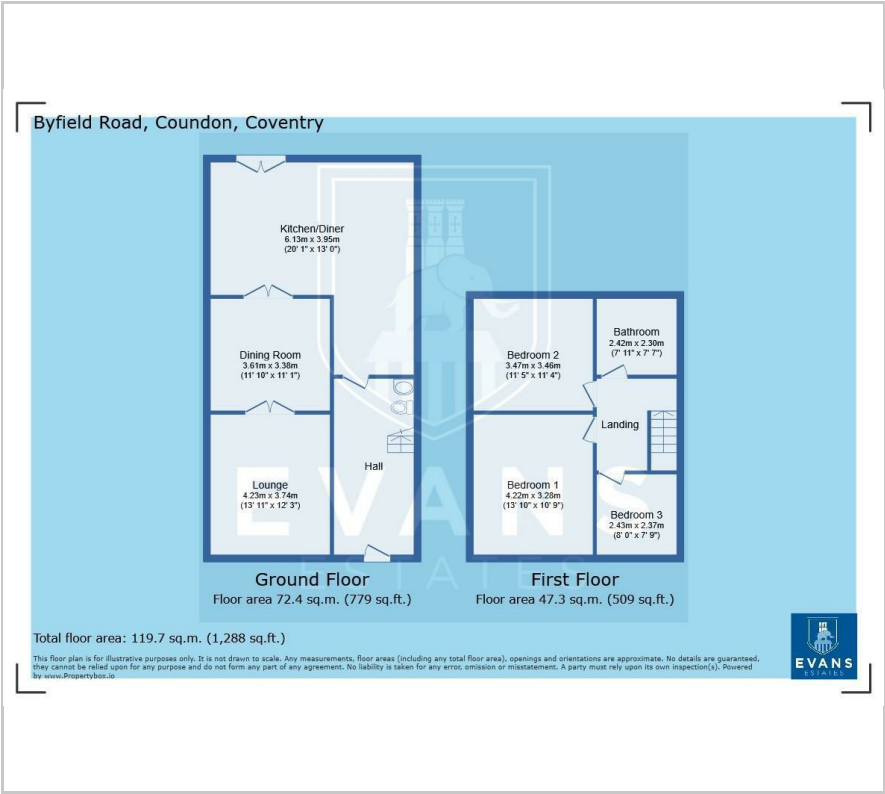 Byfield Road, Coundon, Coventry
Kitchen/Diner
6.13m x 3.95m
(20' 1" x 13' 0")
Dining Room
3.61m x 3.38m
(11' 10" x 11' 1")
Hall
Lounge
4.23m x 3.74m
(13' 11" x 12' 3")
Bathroom
2.42m x 2.30m
(7' 11" x 7' 7")
Bedroom 2
3.47m x 3.46m
(11' 5" x 11' 4")
Landing
Bedroom 1
4.22m x 3.28m
(13' 10" x 10' 9")
Bedroom 3
2.43m x 2.37m
(8' 0" x 7' 9")
EVANS
ESTATES
Ground Floor
Floor area 72.4 sq.m. (779 sq.ft.)
First Floor
Floor area 47.3 sq.m. (509 sq.ft.)
Total floor area: 119.7 sq.m. (1,288 sq.ft.)
This floor plan is for illustrative purposes only. It is not drawn to scale. Any measurements, floor areas (including any total floor area), openings and orientations are approximate. No details are guaranteed,
they cannot be relied upon for any purpose and do not form any part of any agreement. No liability is taken for any error, omission or misstatement. A party must rely upon its own inspection(s). Powered
by www.Propertybox.io
EVANS
ESTATES